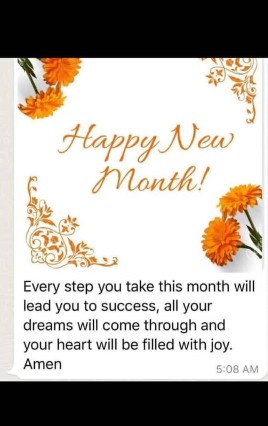 Happy New
Month!
Every step you take this month will
lead you to success, all your
dreams will come through and
your heart will be filled with joy.
Amen
5:08 AM